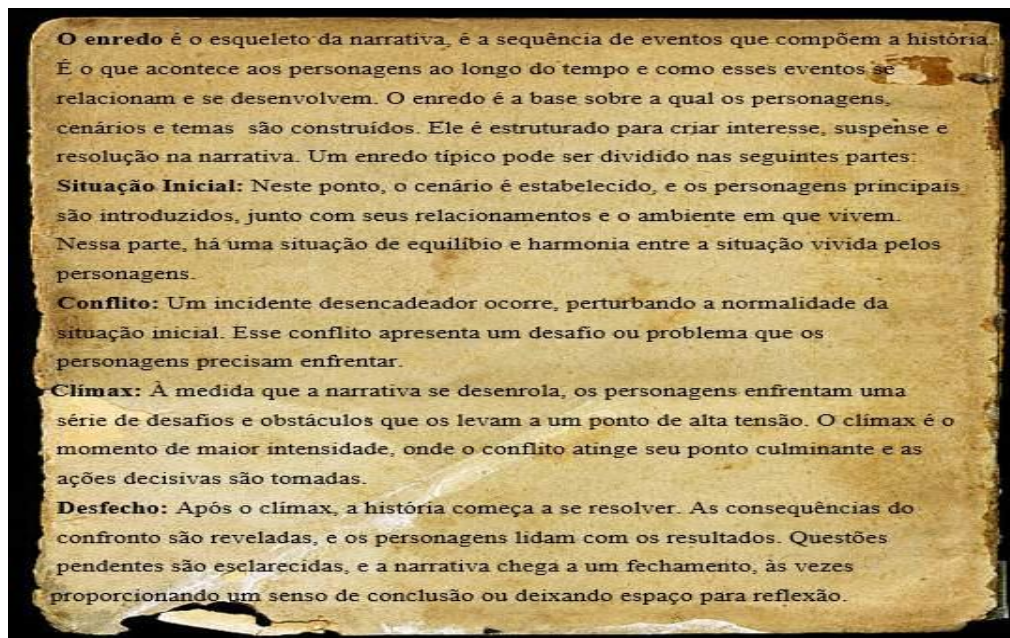 O enredo é o esqueleto da narrativa, é a sequência de eventos que compõem a história.
É o que acontece aos personagens ao longo do tempo e como esses eventos se
relacionam e se desenvolvem. O enredo é a base sobre a qual os personagens,
cenários e temas são construídos. Ele é estruturado para criar interesse, suspense e
resolução na narrativa. Um enredo típico pode ser dividido nas seguintes partes:
Situação Inicial: Neste ponto, o cenário é estabelecido, e os personagens principais
são introduzidos, junto com seus relacionamentos e o ambiente em que vivem.
Nessa parte, há uma situação de equilíbio e harmonia entre a situação vivida pelos
personagens.
Conflito: Um incidente desencadeador ocorre, perturbando a normalidade da
situação inicial. Esse conflito apresenta um desafio ou problema que os
personagens precisam enfrentar.
Clímax: À medida que a narrativa se desenrola, os personagens enfrentam uma
série de desafios e obstáculos que os levam a um ponto de alta tensão. O clímax é o
momento de maior intensidade, onde o conflito atinge seu ponto culminante e as
ações decisivas são tomadas.
Desfecho: Após o clímax, a história começa a se resolver. As consequências do
confronto são reveladas, e os personagens lidam com os resultados. Questões
pendentes são esclarecidas, e a narrativa chega a um fechamento, às vezes
proporcionando um senso de conclusão ou deixando espaço para reflexão.